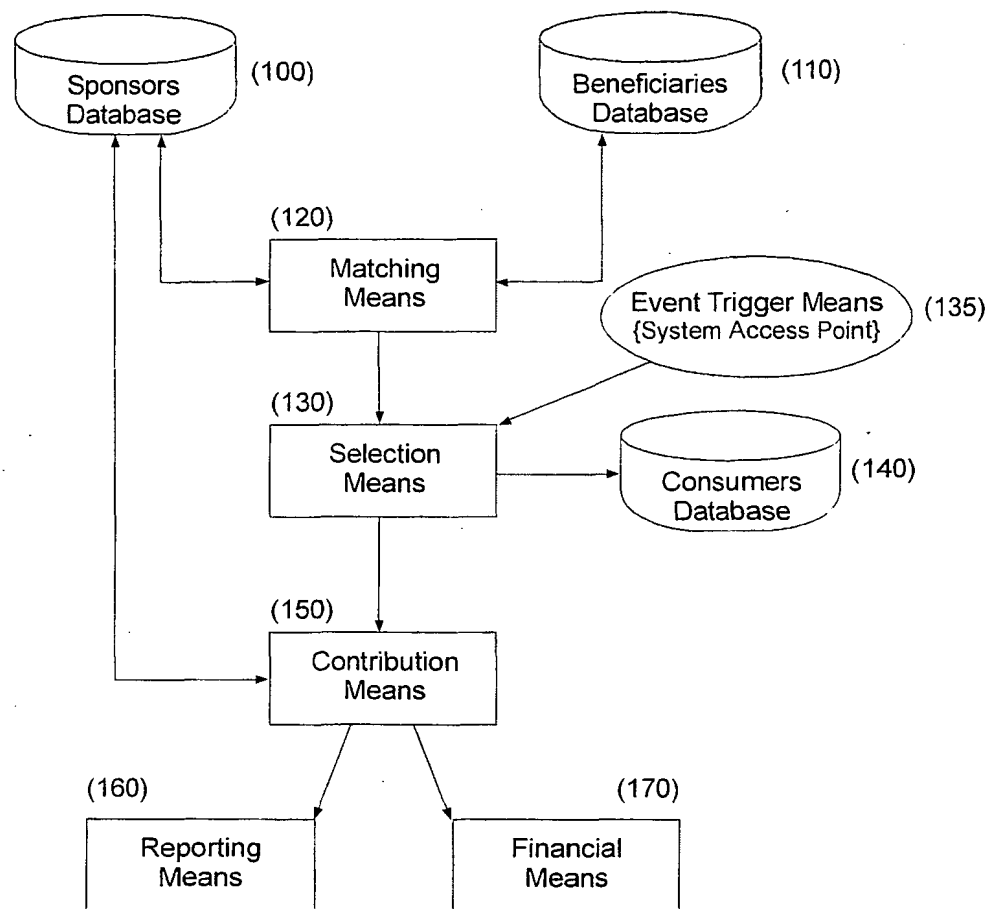 Sponsors
Database
(100)
Beneficiaries
Database
(110)
(120)
Matching
Means
Event Trigger Means
{System Access Point}
(135)
(130)
Selection
Means
Consumers
Database
(140)
(150)
Contribution
Means
(160)
Reporting
Means
(170)
Financial
Means